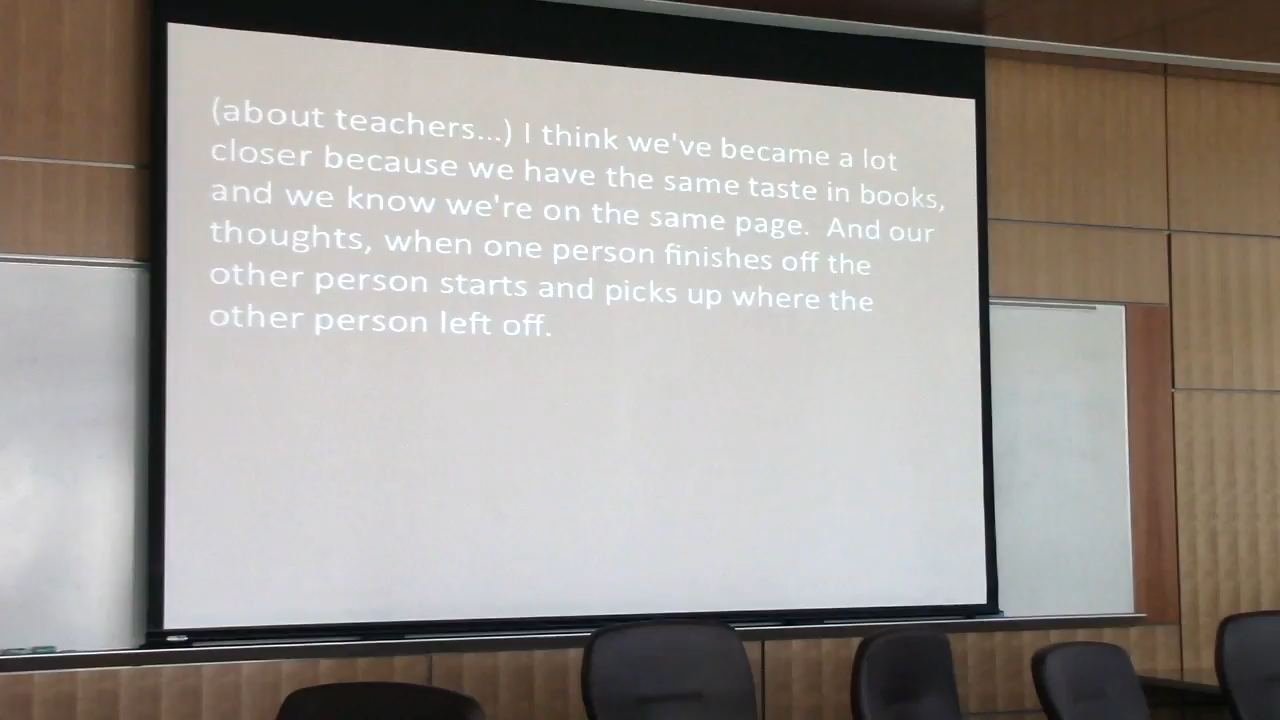 (about teachers...) I think we've became a lot
closer because we have the same taste in books,
and we know we're on the same page.  And our
thoughts, when one person finishes off the
other person starts and picks up where the
other person left off.